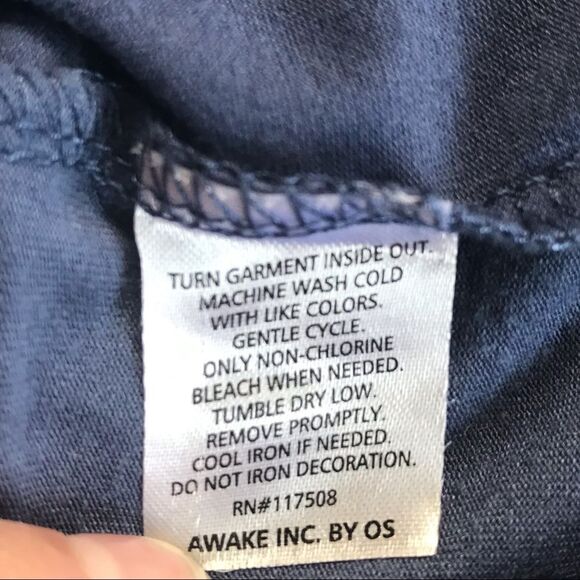 TURN GARMENT INSIDE OUT.
MACHINE WASH COLD
WITH LIKE COLORS.
GENTLE CYCLE.
ONLY NON-CHLORINE
BLEACH WHEN NEEDED.
TUMBLE DRY LOW.
REMOVE PROMPTLY.
COOL IRON IF NEEDED.
DO NOT IRON DECORATION.
RN#117508
AWAKE INC. BY OS